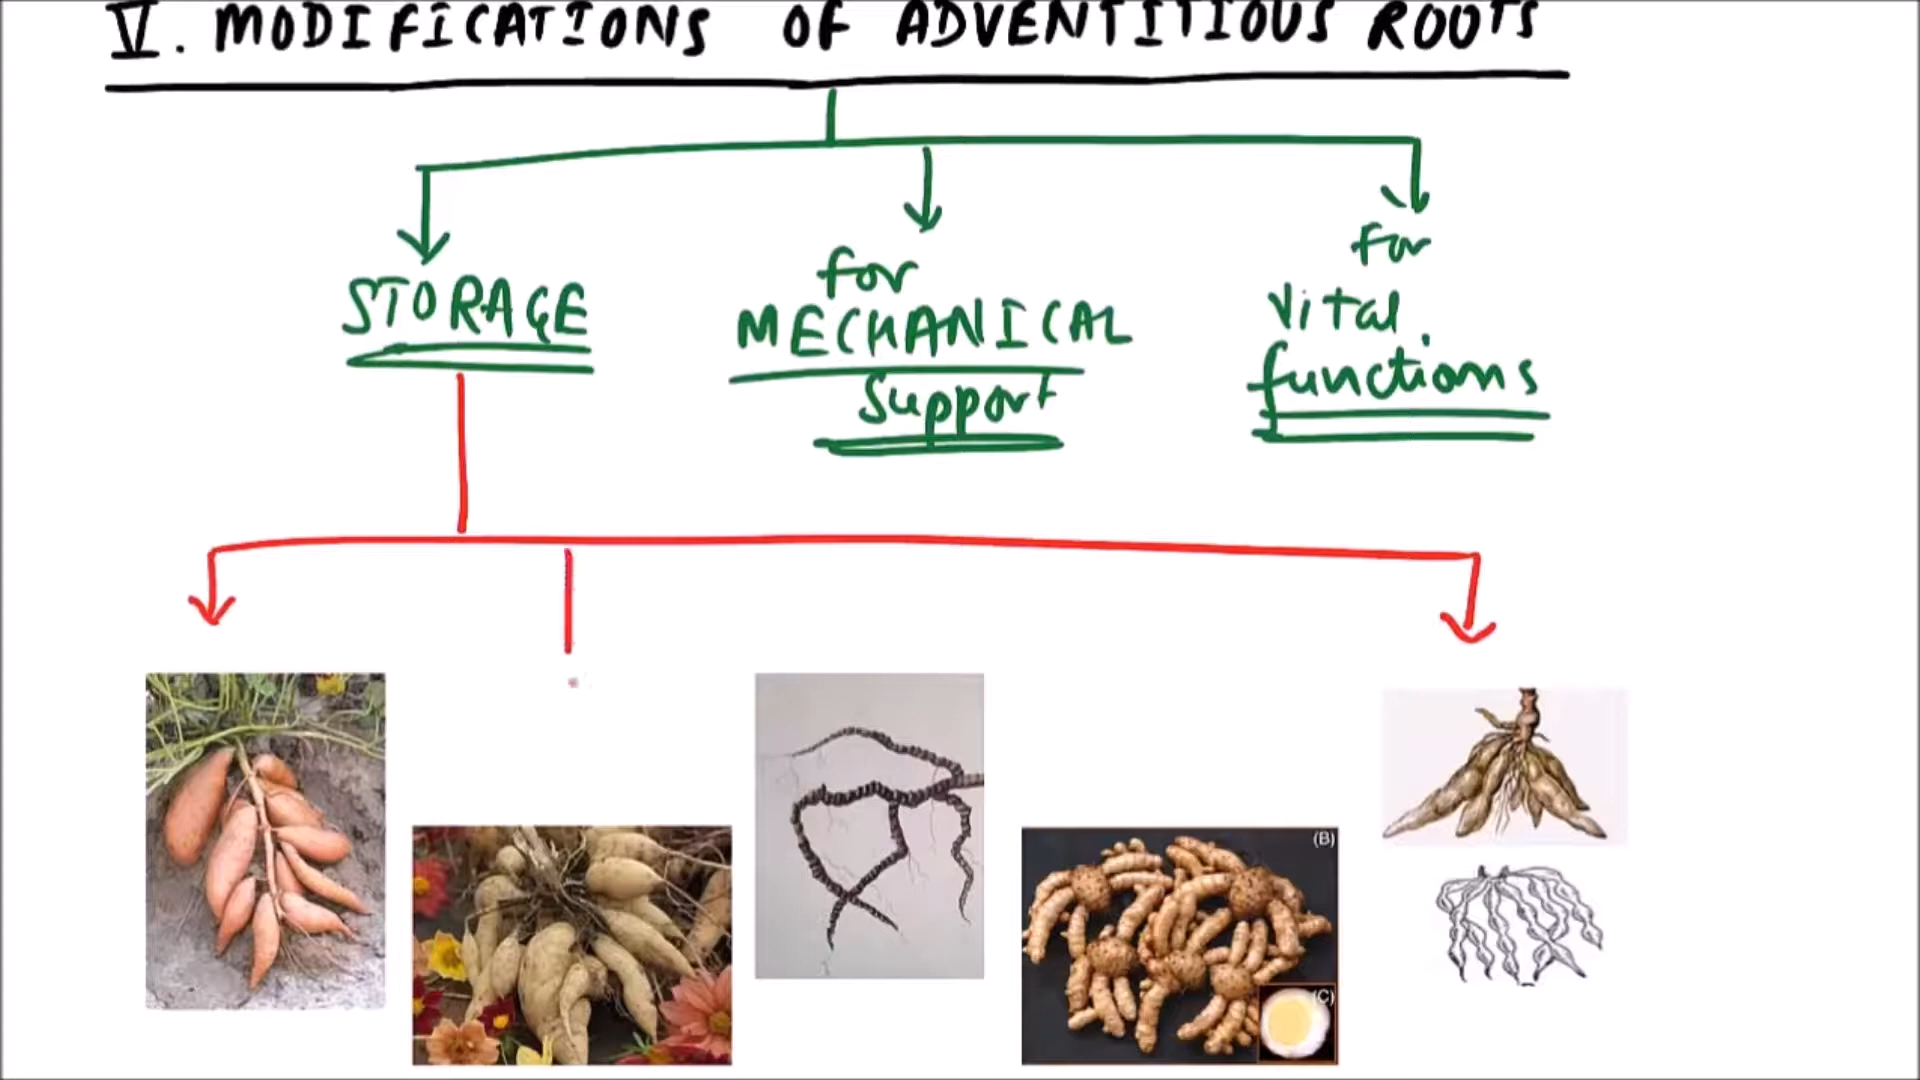 V. MODIFICATIONS OF ADVENTITIOUS ROOTS
STORAGE
for
MECHANICAL
Support
For
Vital
functions
(B)
(C)